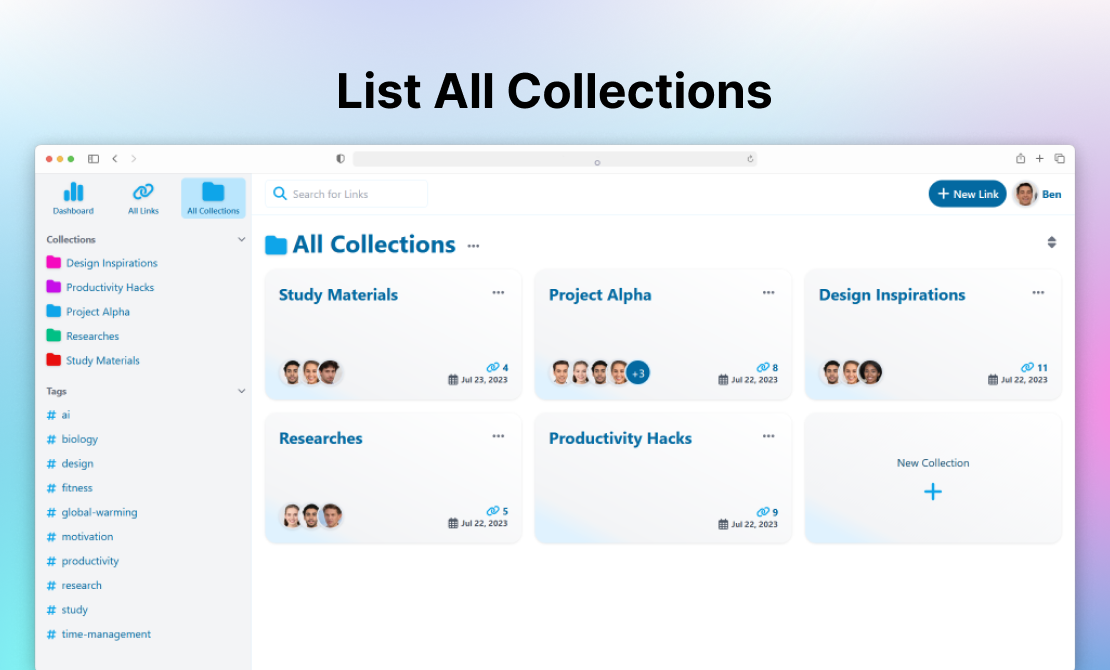 List All Collections
Dashboard
All Links
All Collections
Search for Links
New Link
Ben
Collections
Design Inspirations
Productivity Hacks
Project Alpha
Researches
Study Materials
Tags
# ai
# biology
# design
# fitness
# global-warming
# motivation
# productivity
# research
# study
# time-management
All Collections
Study Materials
4
Jul 23, 2023
Project Alpha
+3
8
Jul 22, 2023
Design Inspirations
11
Jul 22, 2023
Researches
5
Jul 22, 2023
Productivity Hacks
9
Jul 22, 2023
New Collection